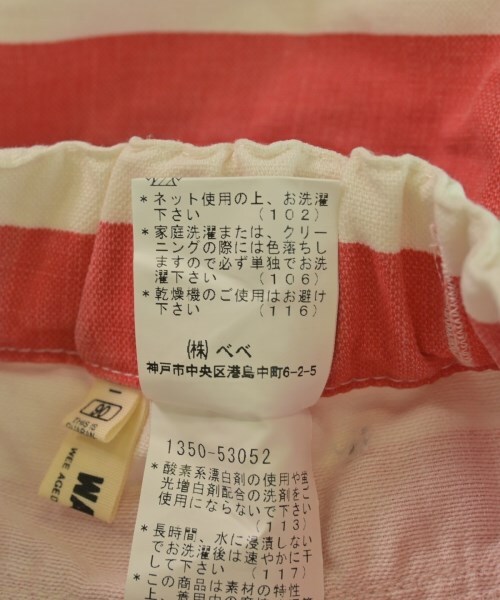 * ネット使用の上、お洗濯
下さい (102)
* 家庭洗濯または、クリー
ニングの際には色落ちし
ますので必ず単独でお洗
濯下さい (106)
* 乾燥機のご使用はお避け
下さい (116)
(株) べべ
神戸市中央区港島中町6-2-5
1350-53052
* 酸素系漂白剤の使用や蛍
光増白剤配合の洗剤をご
使用にならないで下さい
(113)
* 長時間、水に浸漬しない
でお洗濯後は速やかに干
して下さい (117)
* この商品は素材の特性
90
WA
WEE AGED